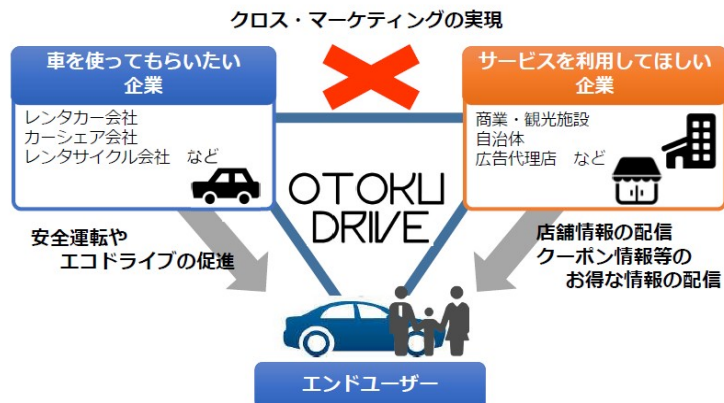 クロス・マーケティングの実現
車を使ってもらいたい
企業
レンタカー会社
カーシェア会社
レンタサイクル会社　など
サービスを利用してほしい
企業
商業・観光施設
自治体
広告代理店　など
OTOKU
DRIVE
安全運転や
エコドライブの促進
店舗情報の配信
クーポン情報等の
お得な情報の配信
エンドユーザー